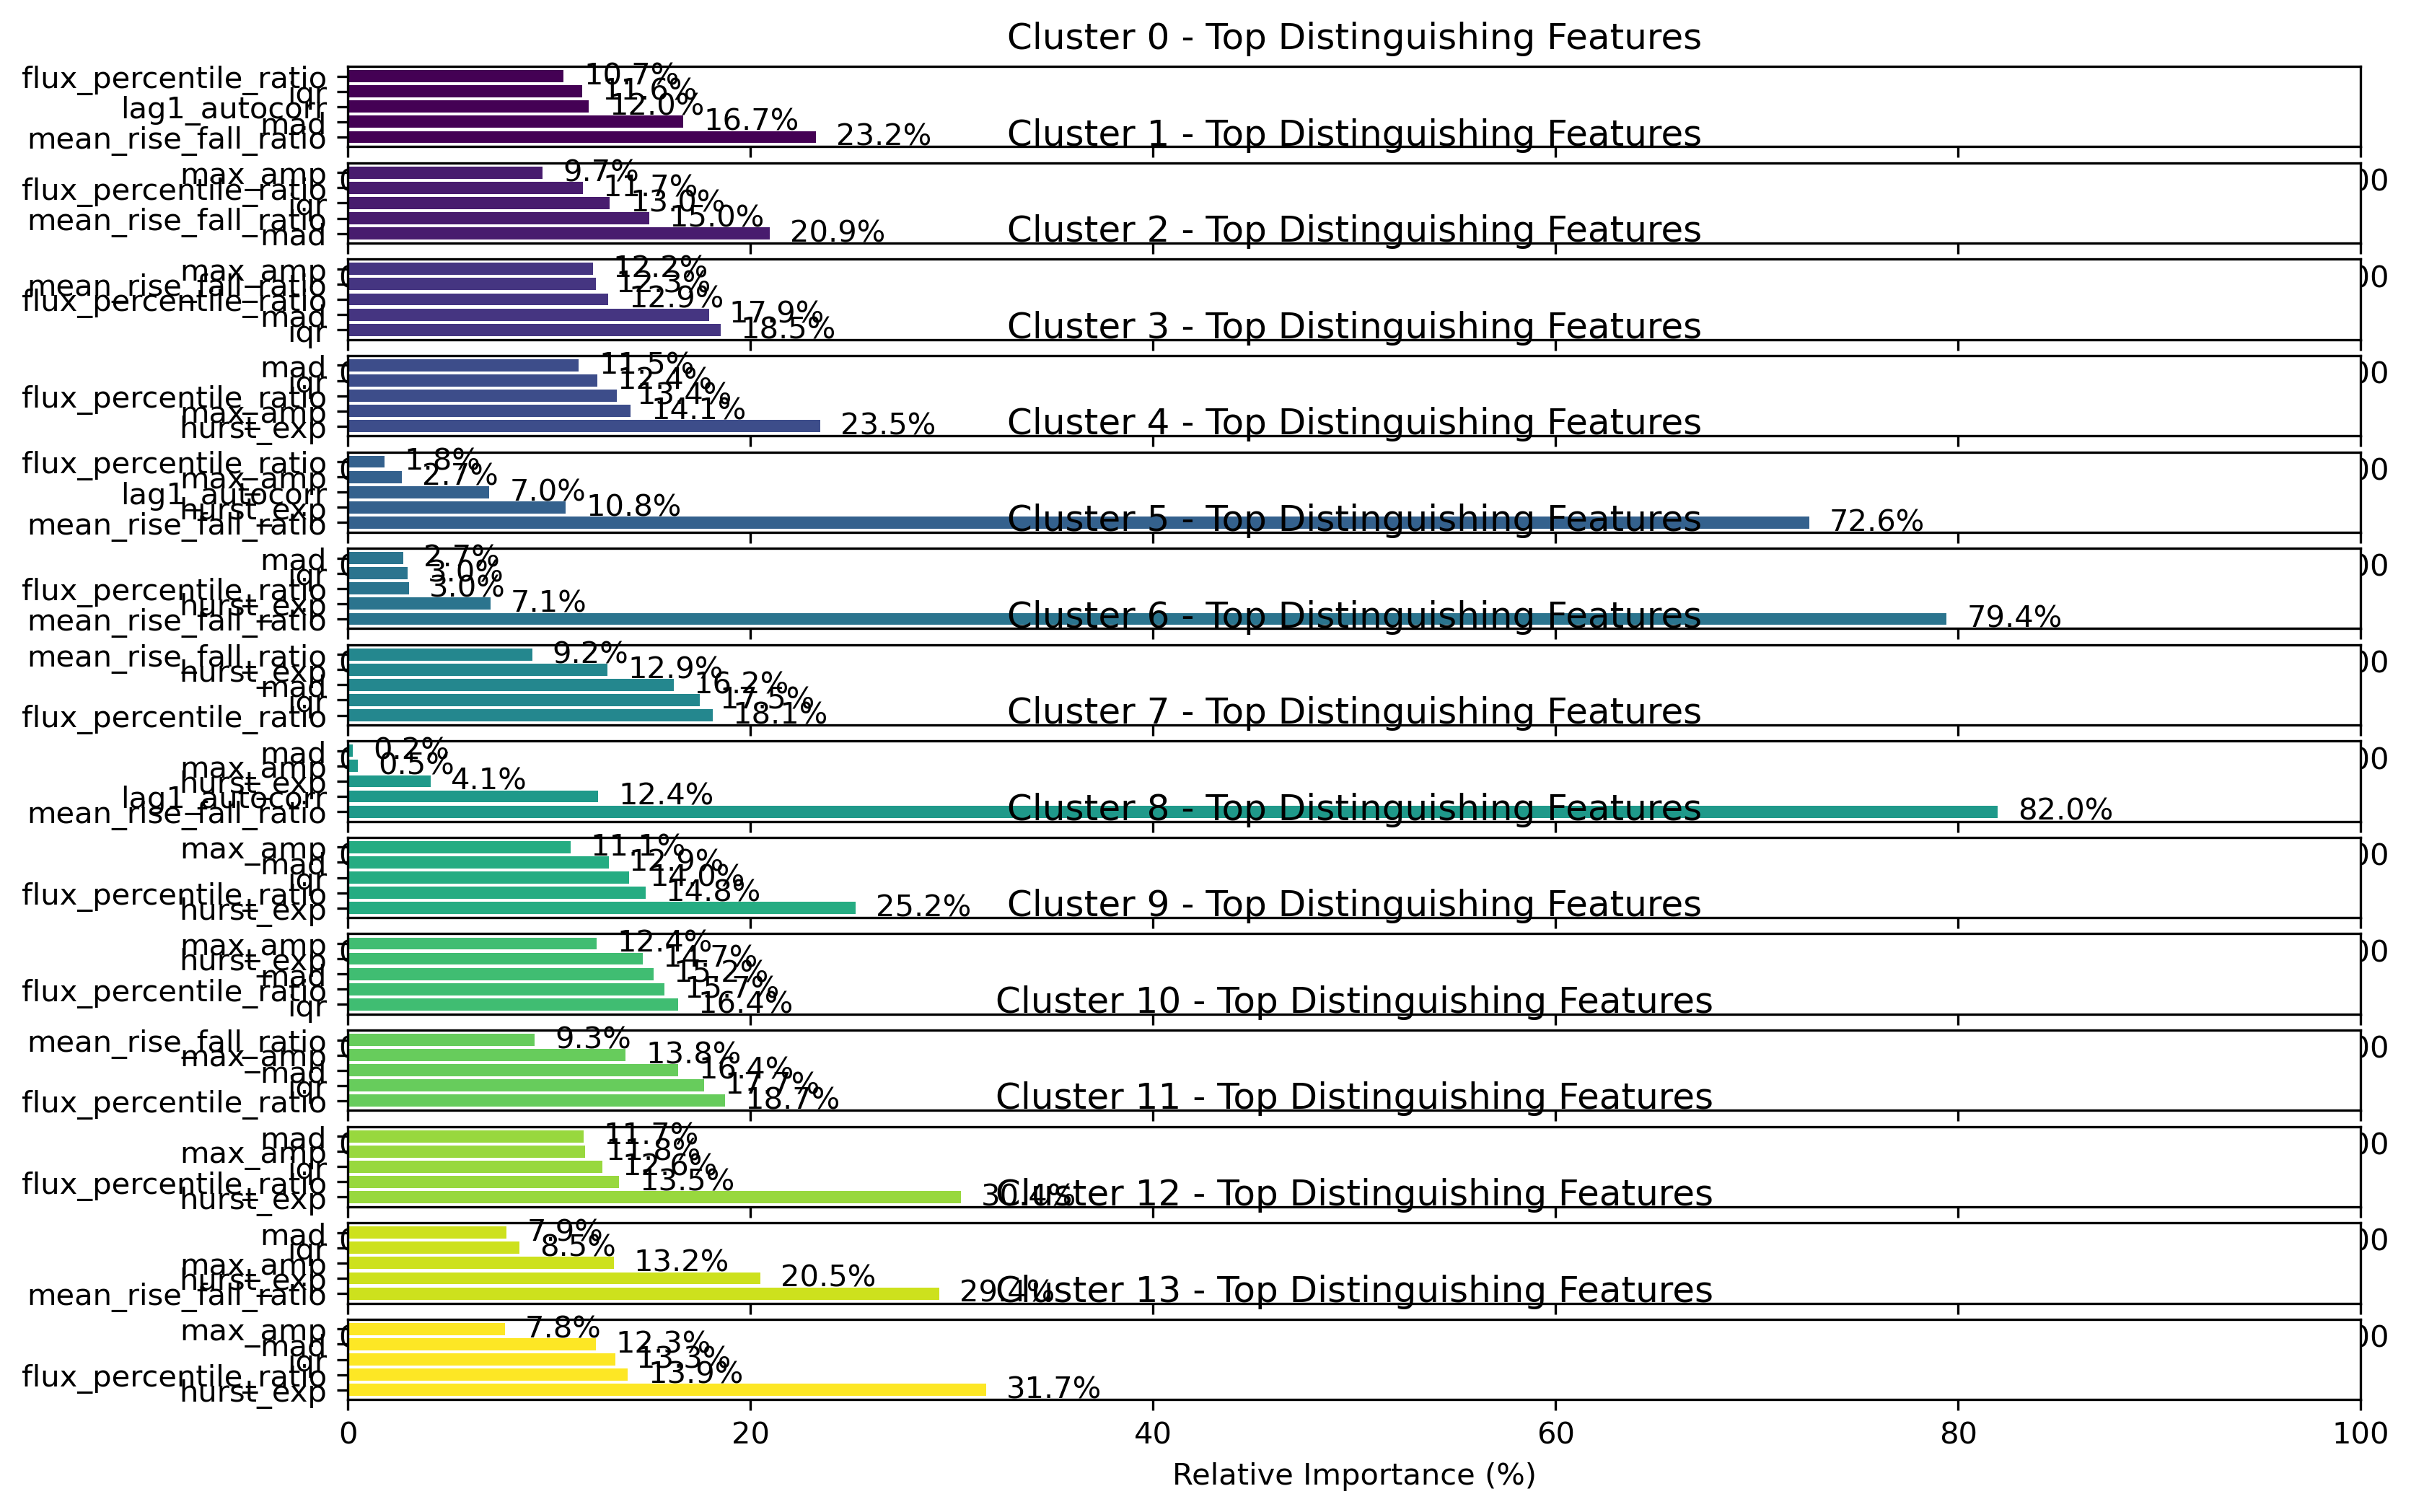 Cluster 0 - Top Distinguishing Features
flux_percentile_ratio 10.7%
iqr 11.6%
lag1_autocorr 12.0%
mad 16.7%
mean_rise_fall_ratio 23.2%
Cluster 1 - Top Distinguishing Features
max_amp 9.7%
flux_percentile_ratio 11.7%
iqr 13.0%
mean_rise_fall_ratio 15.0%
mad 20.9%
Cluster 2 - Top Distinguishing Features
max_amp 12.2%
mean_rise_fall_ratio 12.3%
flux_percentile_ratio 12.9%
mad 17.9%
iqr 18.5%
Cluster 3 - Top Distinguishing Features
mad 11.5%
iqr 12.4%
flux_percentile_ratio 13.4%
max_amp 14.1%
hurst_exp 23.5%
Cluster 4 - Top Distinguishing Features
flux_percentile_ratio 1.8%
max_amp 2.7%
lag1_autocorr 7.0%
hurst_exp 10.8%
mean_rise_fall_ratio 72.6%
Cluster 5 - Top Distinguishing Features
mad 2.7%
iqr 3.0%
flux_percentile_ratio 3.0%
hurst_exp 7.1%
mean_rise_fall_ratio 79.4%
Cluster 6 - Top Distinguishing Features
mean_rise_fall_ratio 9.2%
hurst_exp 12.9%
mad 16.2%
iqr 17.5%
flux_percentile_ratio 18.1%
Cluster 7 - Top Distinguishing Features
mad 0.2%
max_amp 0.5%
hurst_exp 4.1%
lag1_autocorr 12.4%
mean_rise_fall_ratio 82.0%
Cluster 8 - Top Distinguishing Features
max_amp 11.1%
mad 12.9%
iqr 14.0%
flux_percentile_ratio 14.8%
hurst_exp 25.2%
Cluster 9 - Top Distinguishing Features
max_amp 12.4%
hurst_exp 14.7%
mad 15.2%
flux_percentile_ratio 15.7%
iqr 16.4%
Cluster 10 - Top Distinguishing Features
mean_rise_fall_ratio 9.3%
max_amp 13.8%
mad 16.4%
iqr 17.7%
flux_percentile_ratio 18.7%
Cluster 11 - Top Distinguishing Features
mad 11.7%
max_amp 11.8%
iqr 12.6%
flux_percentile_ratio 13.5%
hurst_exp 30.4%
Cluster 12 - Top Distinguishing Features
mad 7.9%
iqr 8.5%
max_amp 13.2%
hurst_exp 20.5%
mean_rise_fall_ratio 29.4%
Cluster 13 - Top Distinguishing Features
max_amp 7.8%
mad 12.3%
iqr 13.3%
flux_percentile_ratio 13.9%
hurst_exp 31.7%
0 20 40 60 80 100
Relative Importance (%)